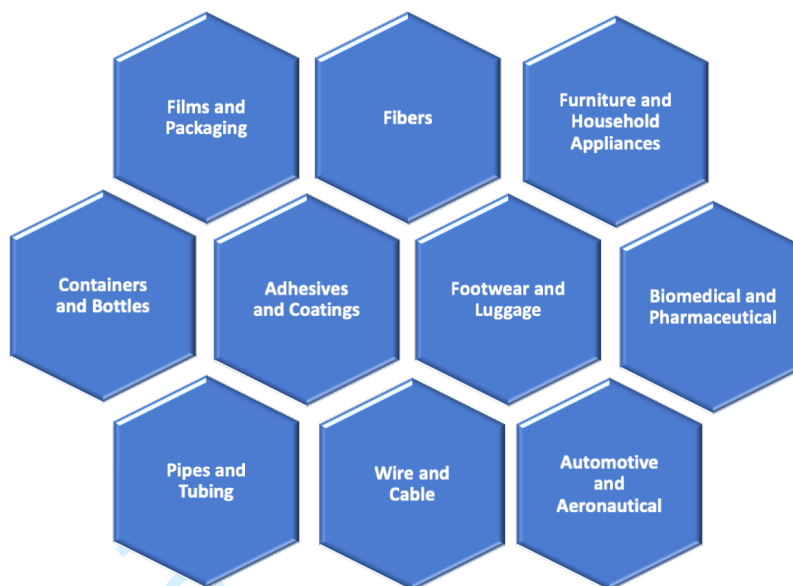 Films and
Packaging
Fibers
Furniture and
Household
Appliances
Containers
and Bottles
Adhesives
and Coatings
Footwear and
Luggage
Biomedical and
Pharmaceutical
Pipes and
Tubing
Wire and
Cable
Automotive
and
Aeronautical